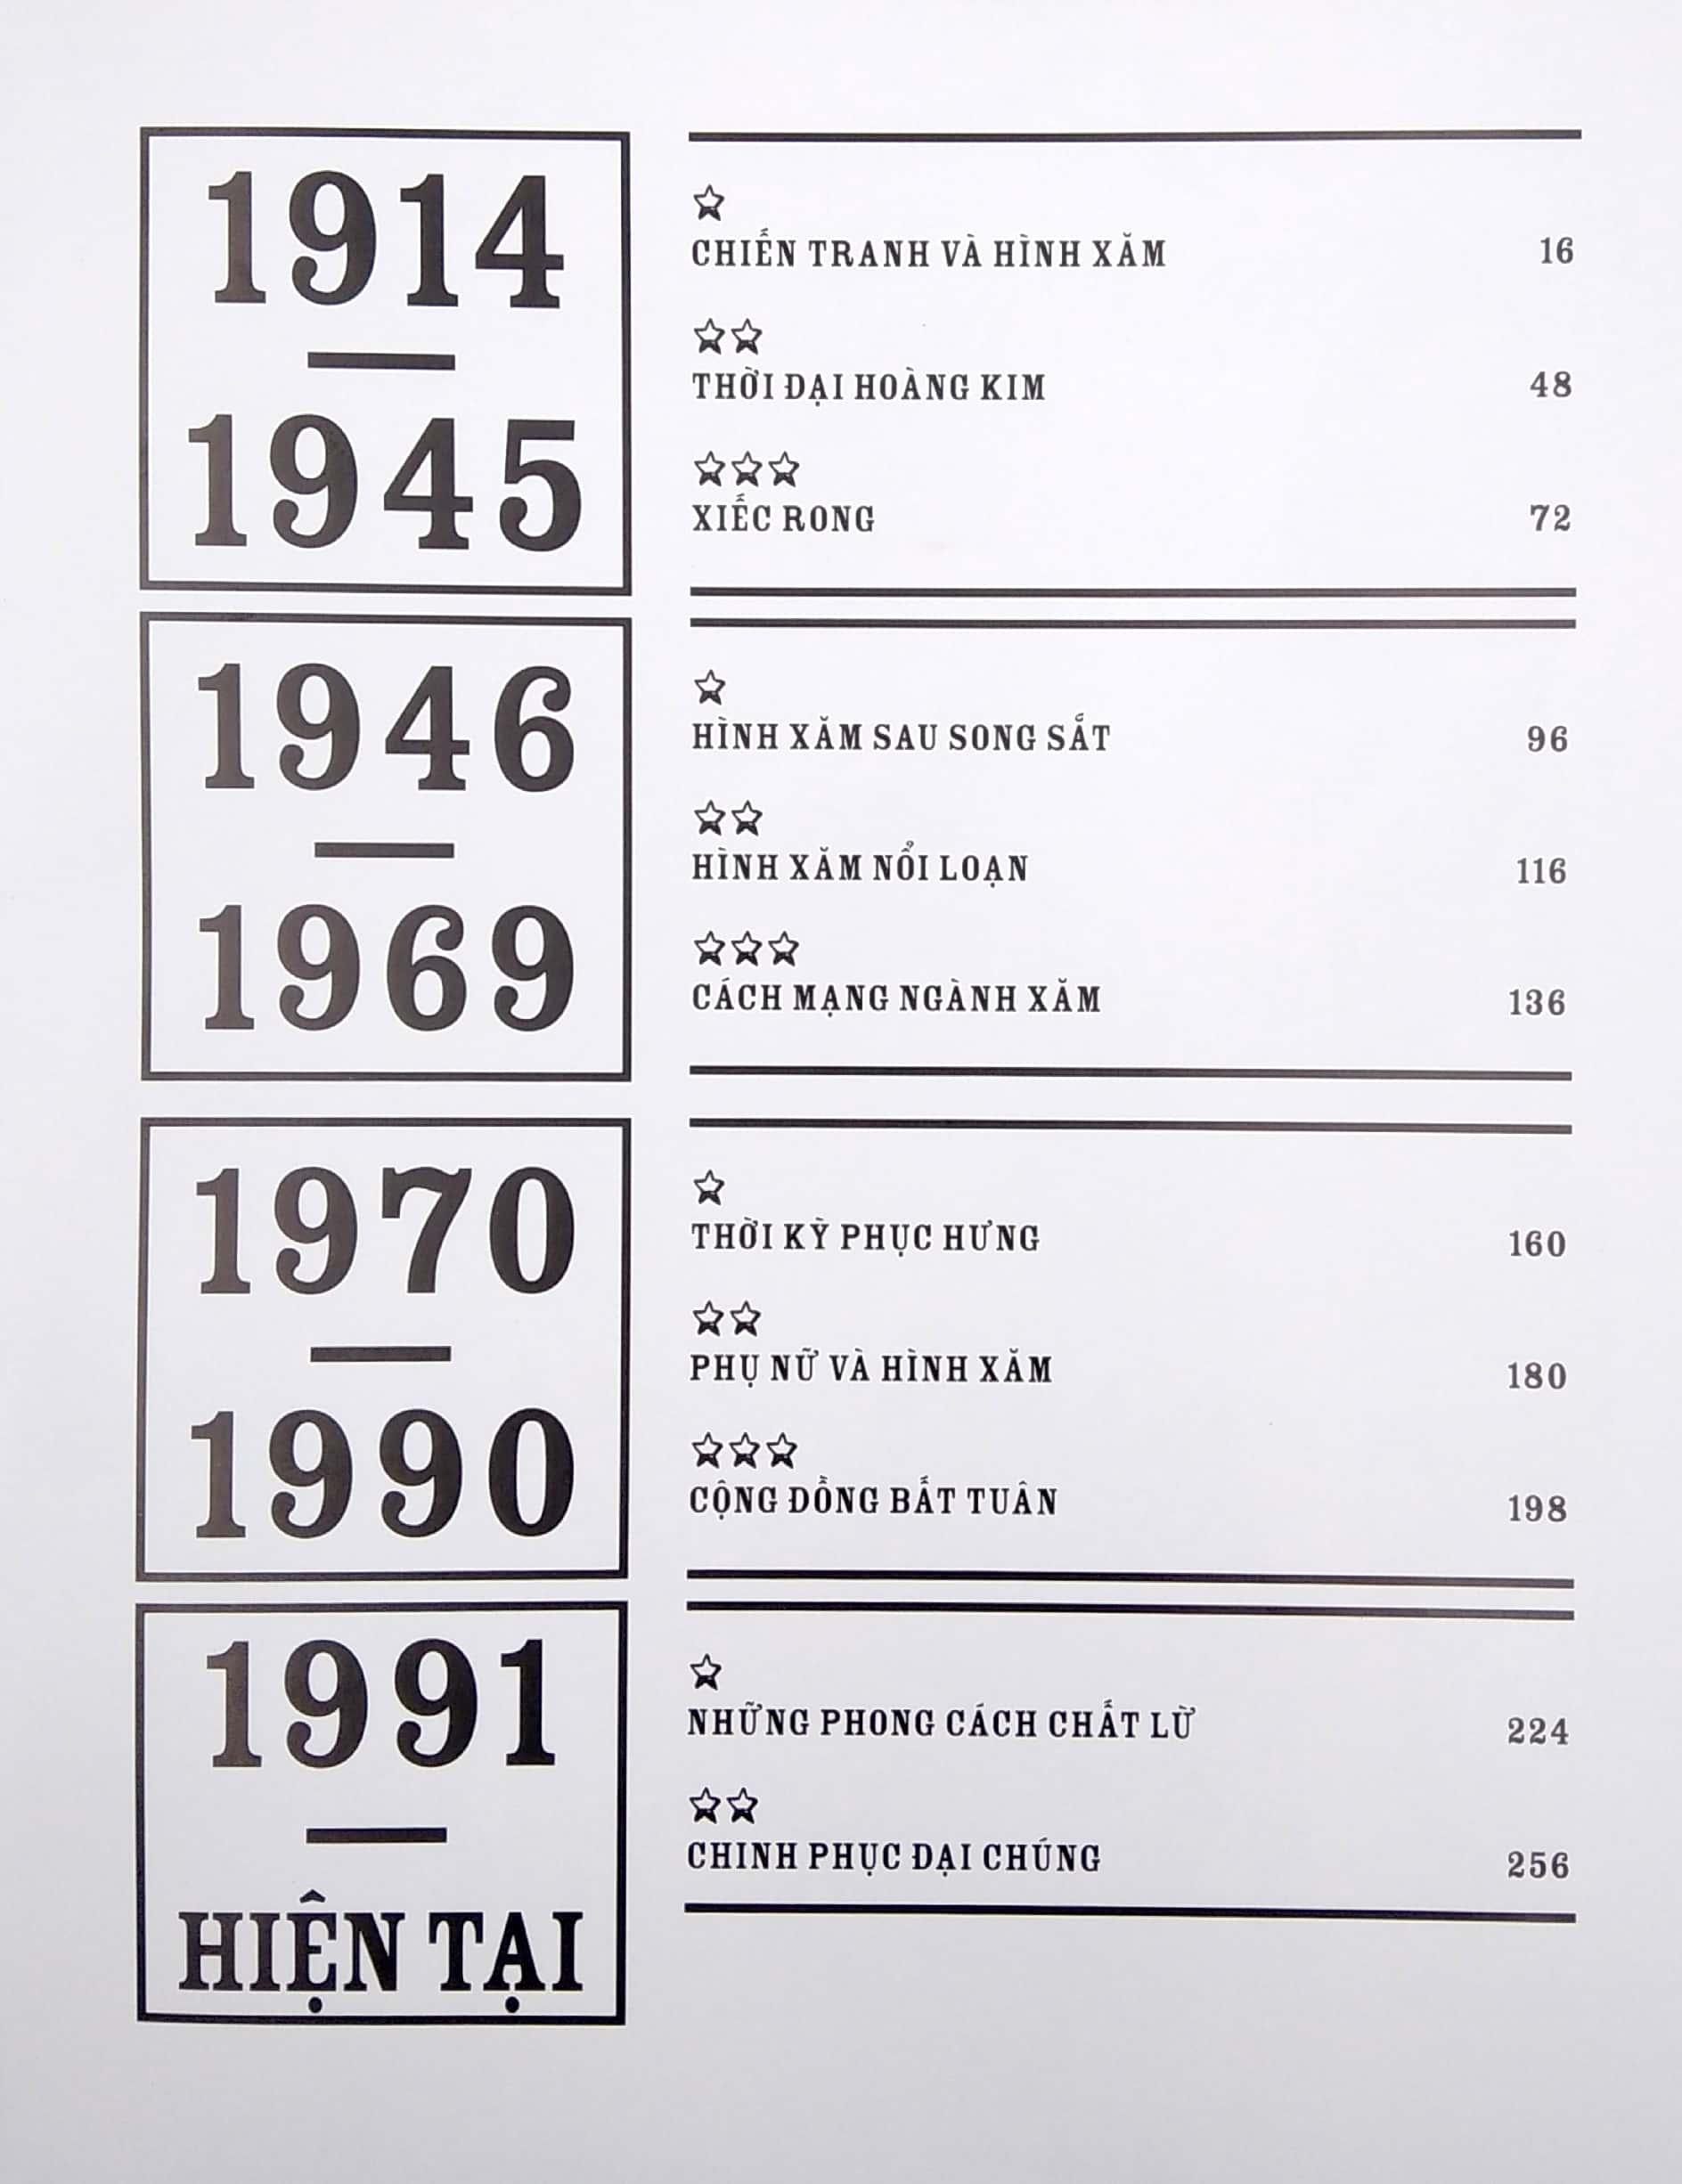 1914
—
1945
☆
CHIẾN TRANH VÀ HÌNH XĂM 16
☆☆
THỜI ĐẠI HOÀNG KIM 48
☆☆☆
XIẾC RONG 72
1946
—
1969
☆
HÌNH XĂM SAU SONG SẮT 96
☆☆
HÌNH XĂM NỔI LOẠN 116
☆☆☆
CÁCH MẠNG NGÀNH XĂM 136
1970
—
1990
☆
THỜI KỲ PHỤC HƯNG 160
☆☆
PHỤ NỮ VÀ HÌNH XĂM 180
☆☆☆
CỘNG ĐỒNG BẤT TUÂN 198
1991
—
HIỆN TẠI
☆
NHỮNG PHONG CÁCH CHẤT LỪ 224
☆☆
CHINH PHỤC ĐẠI CHÚNG 256